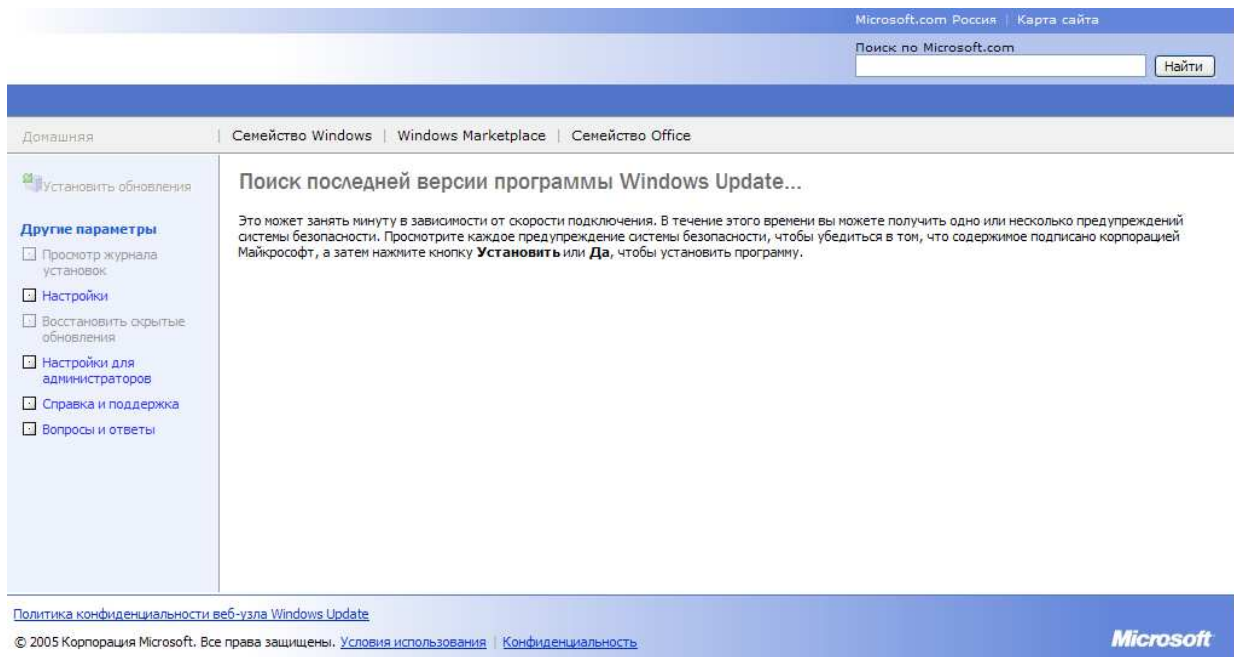 Microsoft.com Россия | Карта сайта
Поиск по Microsoft.com
Найти
Домашняя | Семейство Windows | Windows Marketplace | Семейство Office
Установить обновления
Другие параметры
Просмотр журнала
установок
Настройки
Восстановить скрытые
обновления
Настройки для
администраторов
Справка и поддержка
Вопросы и ответы
Поиск последней версии программы Windows Update...
Это может занять минуту в зависимости от скорости подключения. В течение этого времени вы можете получить одно или несколько предупреждений
системы безопасности. Просмотрите каждое предупреждение системы безопасности, чтобы убедиться в том, что содержимое подписано корпорацией
Майкрософт, а затем нажмите кнопку Установить или Да, чтобы установить программу.
Политика конфиденциальности веб-узла Windows Update
© 2005 Корпорация Microsoft. Все права защищены. Условия использования | Конфиденциальность
Microsoft